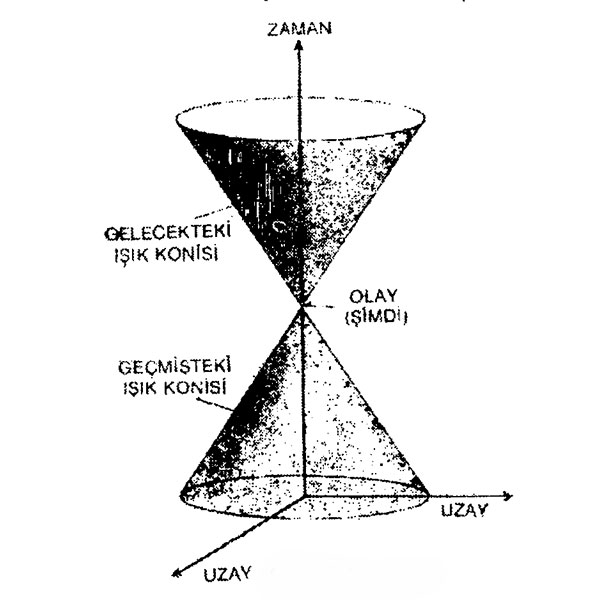 ZAMAN
GELECEKTEKİ
IŞIK KONİSİ
OLAY
(ŞİMDİ)
GEÇMİŞTEKİ
IŞIK KONİSİ
UZAY
UZAY